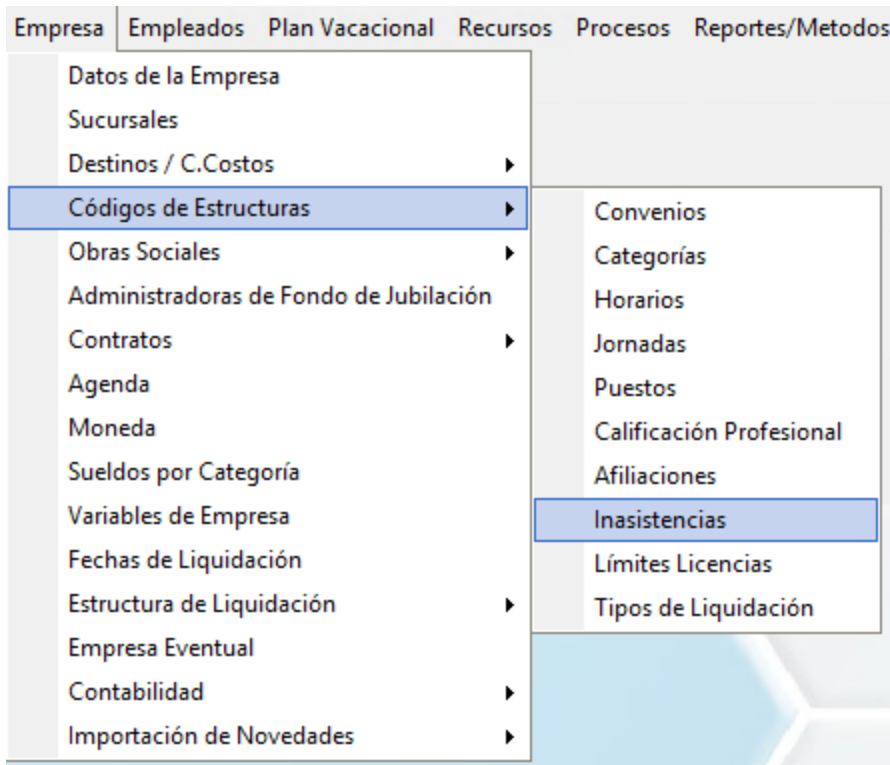 Empresa Empleados Plan Vacacional Recursos Procesos Reportes/Metodos
Datos de la Empresa
Sucursales
Destinos / C.Costos
Códigos de Estructuras
Obras Sociales
Administradoras de Fondo de Jubilación
Contratos
Agenda
Moneda
Sueldos por Categoría
Variables de Empresa
Fechas de Liquidación
Estructura de Liquidación
Empresa Eventual
Contabilidad
Importación de Novedades
Convenios
Categorías
Horarios
Jornadas
Puestos
Calificación Profesional
Afiliaciones
Inasistencias
Límites Licencias
Tipos de Liquidación